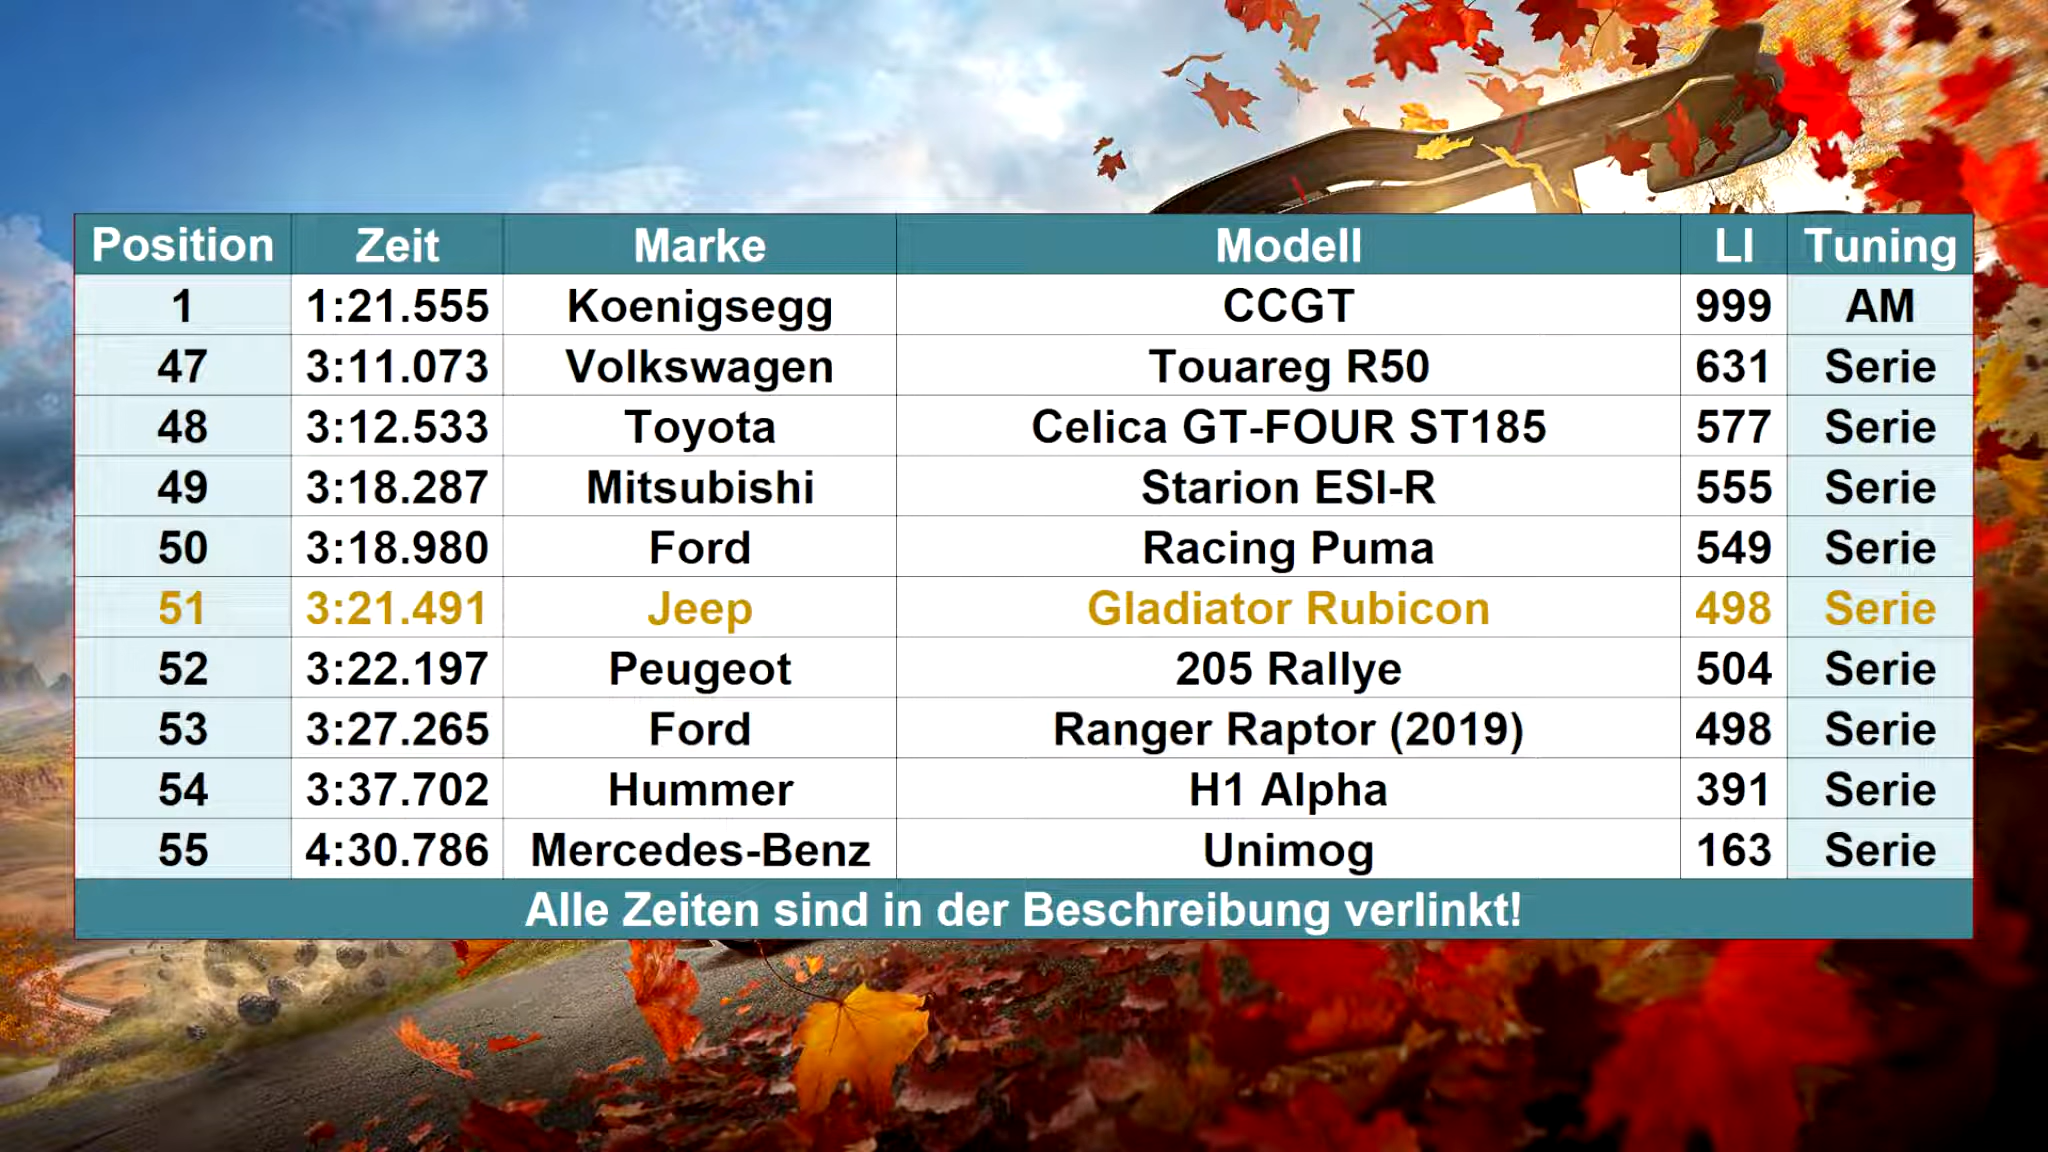 Position Zeit Marke Modell LI Tuning
1 1:21.555 Koenigsegg CCGT 999 AM
47 3:11.073 Volkswagen Touareg R50 631 Serie
48 3:12.533 Toyota Celica GT-FOUR ST185 577 Serie
49 3:18.287 Mitsubishi Starion ESI-R 555 Serie
50 3:18.980 Ford Racing Puma 549 Serie
51 3:21.491 Jeep Gladiator Rubicon 498 Serie
52 3:22.197 Peugeot 205 Rallye 504 Serie
53 3:27.265 Ford Ranger Raptor (2019) 498 Serie
54 3:37.702 Hummer H1 Alpha 391 Serie
55 4:30.786 Mercedes-Benz Unimog 163 Serie
Alle Zeiten sind in der Beschreibung verlinkt!